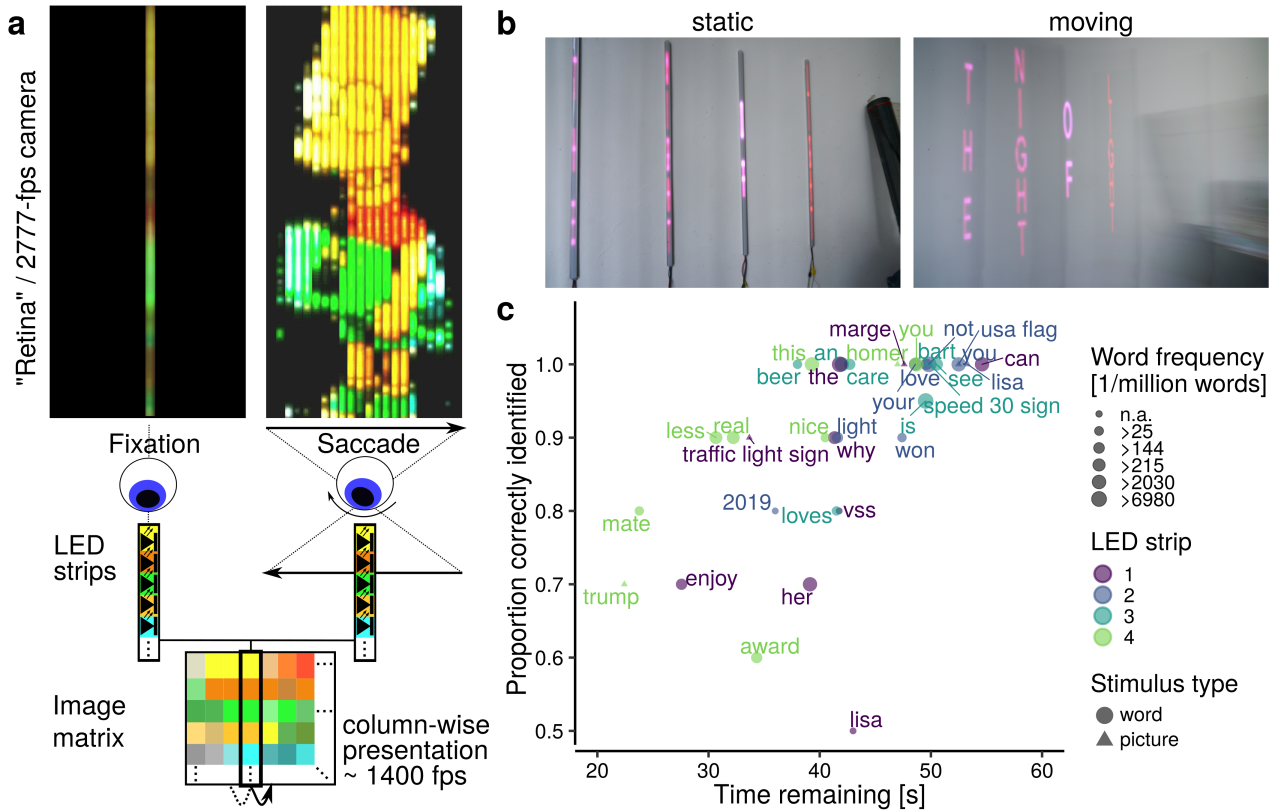 a
"Retina" / 2777-fps camera
Fixation
Saccade
LED
strips
Image
matrix
column-wise
presentation
~ 1400 fps
b
static
moving
THE
NIGHT
OF
LIGHT
c
Proportion correctly identified
1.0
0.9
0.8
0.7
0.6
0.5
marge you not usa flag
this an homer bart you can
beer the care love see lisa
your speed 30 sign
less real nice light is
traffic light sign why won
2019 loves vss
mate
enjoy
trump her
award
lisa
20 30 40 50 60
Time remaining [s]
Word frequency
[1/million words]
n.a.
>25
>144
>215
>2030
>6980
LED strip
1
2
3
4
Stimulus type
word
picture